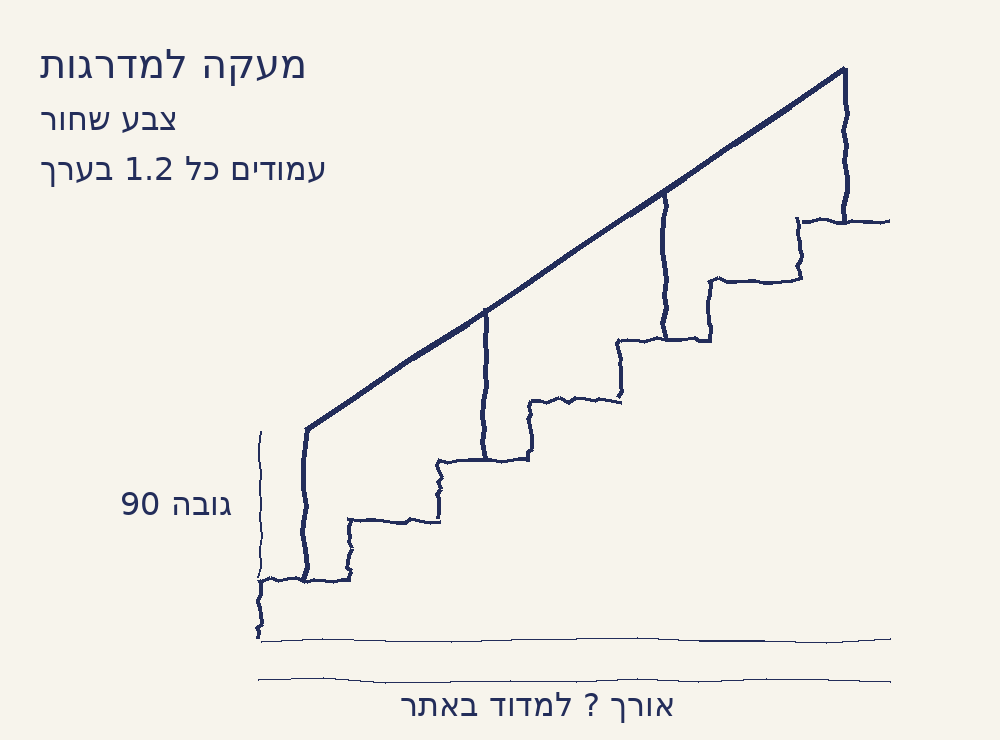 מעקה למדרגות
צבע שחור
עמודים כל 1.2 בערך
גובה 90
אורך ? למדוד באתר